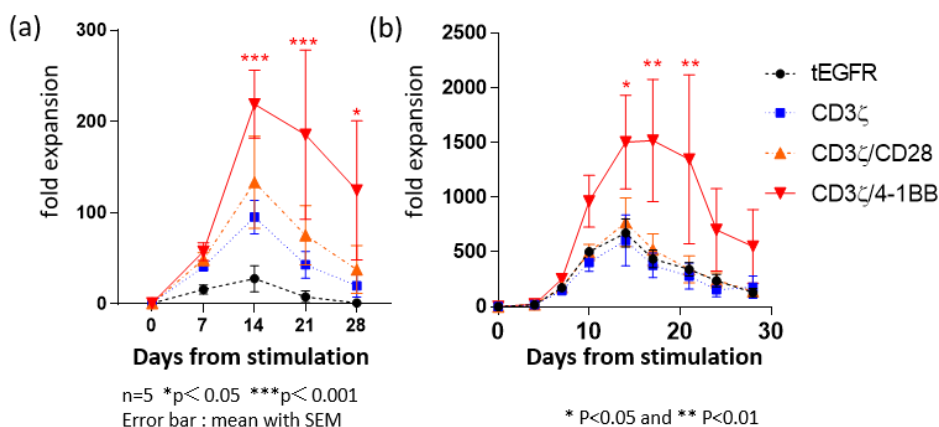 (a)
300
200
100
0
fold expansion
***
***
*
0 7 14 21 28
Days from stimulation
n=5 *p< 0.05 ***p< 0.001
Error bar : mean with SEM
(b)
2500
2000
1500
1000
500
0
fold expansion
*
**
**
0 10 20 30
Days from stimulation
* P<0.05 and ** P<0.01
tEGFR
CD3ζ
CD3ζ/CD28
CD3ζ/4-1BB